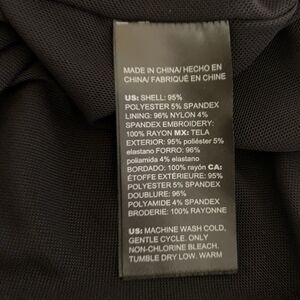 MADE IN CHINA/ HECHO EN
CHINA/ FABRIQUÉ EN CHINE
US: SHELL: 95%
POLYESTER 5% SPANDEX
LINING: 96% NYLON 4%
SPANDEX EMBROIDERY:
100% RAYON MX: TELA
EXTERIOR: 95% poliéster 5%
elastano FORRO: 96%
poliamida 4% elastano
BORDADO: 100% rayón CA:
ÉTOFFE EXTÉRIEURE: 95%
POLYESTER 5% SPANDEX
DOUBLURE: 96%
POLYAMIDE 4% SPANDEX
BRODERIE: 100% RAYONNE
US: MACHINE WASH COLD,
GENTLE CYCLE. ONLY
NON-CHLORINE BLEACH.
TUMBLE DRY LOW. WARM